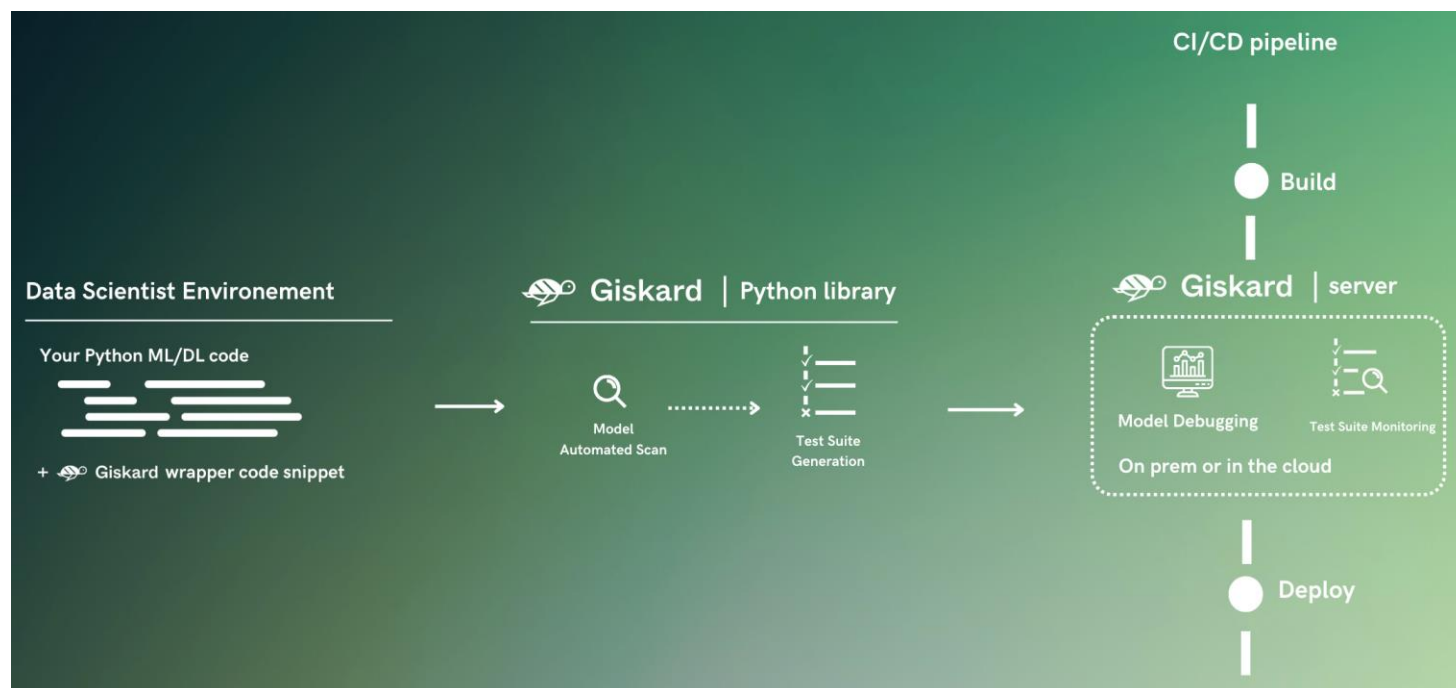 CI/CD pipeline
Build
Data Scientist Environement
Your Python ML/DL code
+ Giskard wrapper code snippet
Giskard | Python library
Model
Automated Scan
Test Suite
Generation
Giskard | server
Model Debugging
Test Suite Monitoring
On prem or in the cloud
Deploy